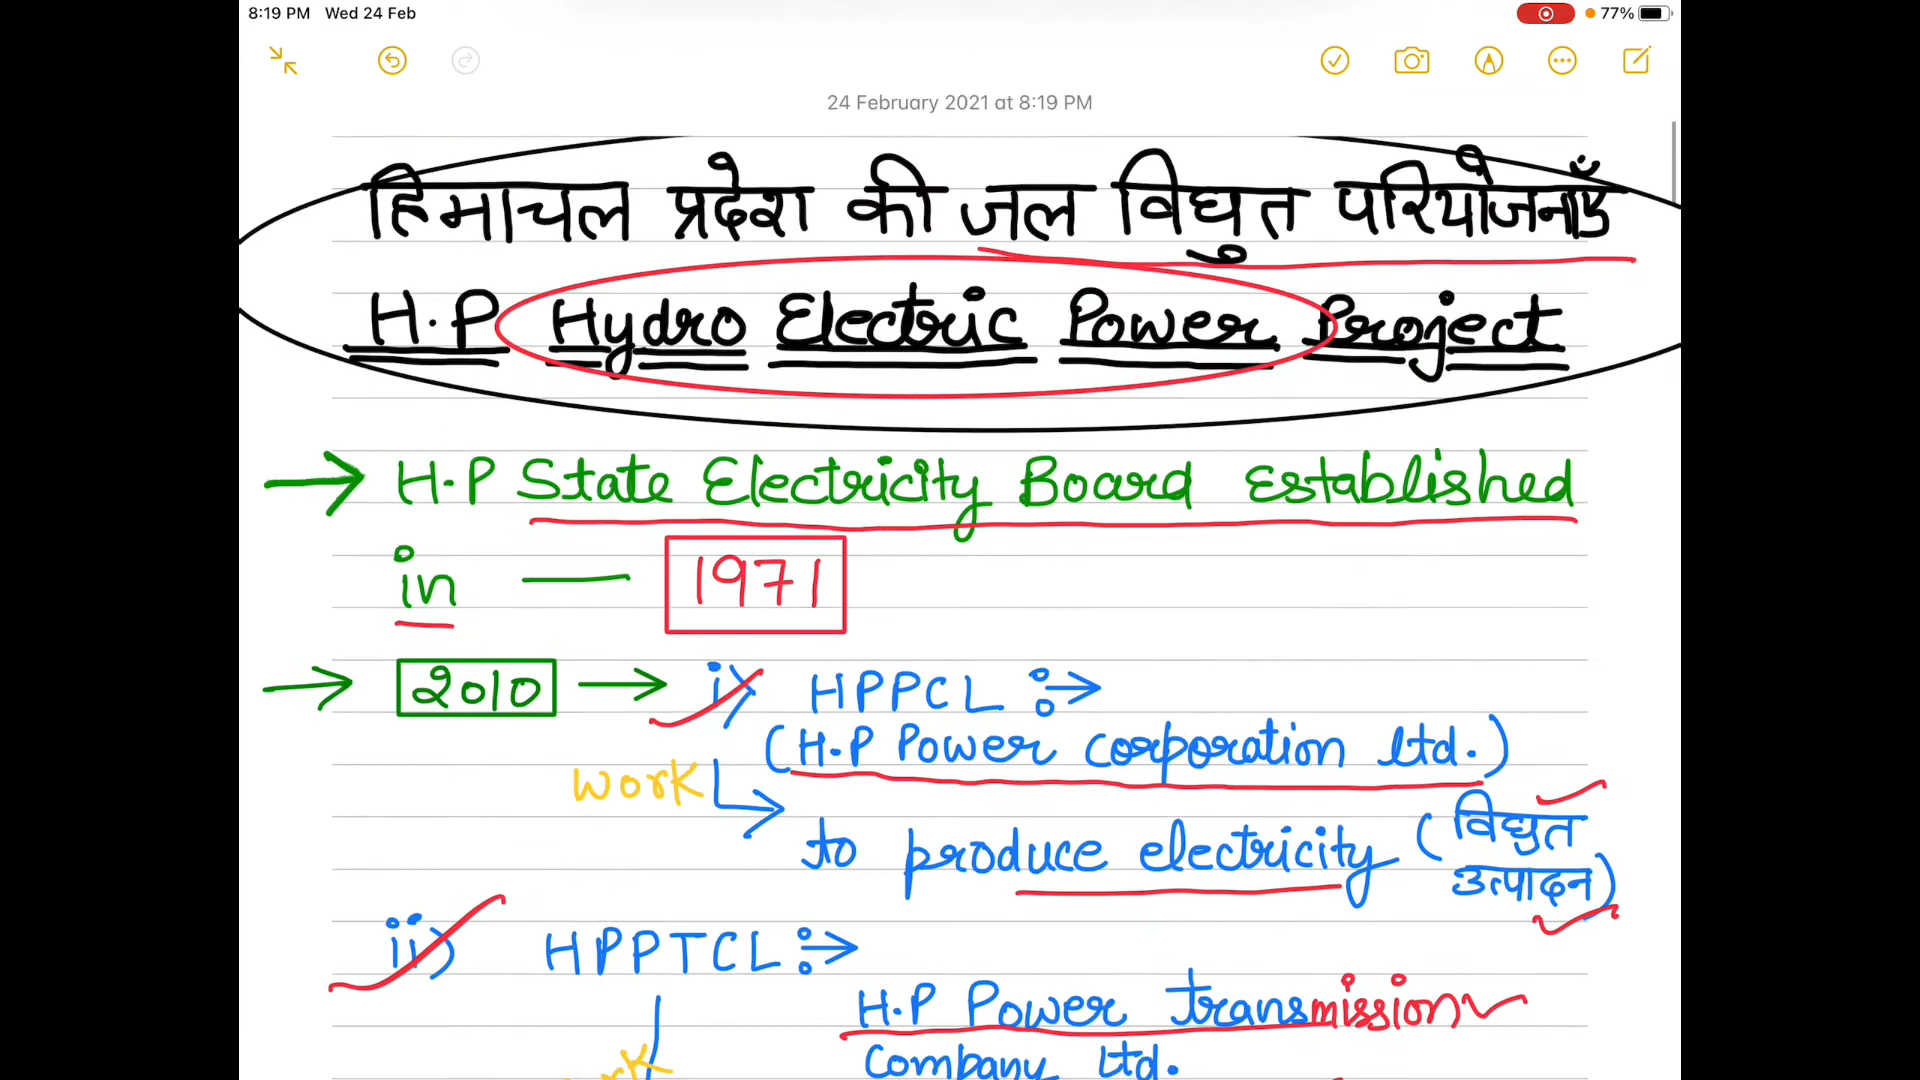 8:19 PM Wed 24 Feb
77%
24 February 2021 at 8:19 PM
हिमाचल प्रदेश की जल विधुत परियोजनाएँ
H.P Hydro Electric Power Project
→ H.P State Electricity Board Established
in — 1971
→ 2010 → i) HPPCL :→
(H.P Power Corporation ltd.)
work
to produce electricity (विधुत
उत्पादन)
ii) HPPTCL :→
H.P Power Transmission
Company Ltd.